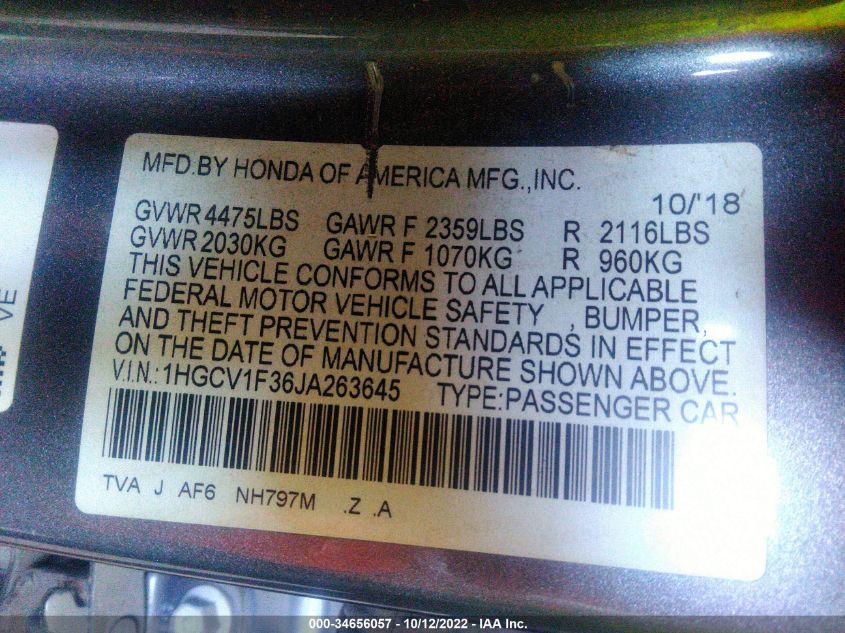 VE
MFD.BY HONDA OF AMERICA MFG.,INC.
10/'18
GVWR 4475LBS GAWR F 2359LBS R 2116LBS
GVWR 2030KG GAWR F 1070KG R 960KG
THIS VEHICLE CONFORMS TO ALL APPLICABLE
FEDERAL MOTOR VEHICLE SAFETY , BUMPER,
AND THEFT PREVENTION STANDARDS IN EFFECT
ON THE DATE OF MANUFACTURE SHOWN ABOVE.
V.I.N.:1HGCV1F36JA263645 TYPE:PASSENGER CAR
TVA J AF6 NH797M .Z .A
000-34656057 - 10/12/2022 - IAA Inc.